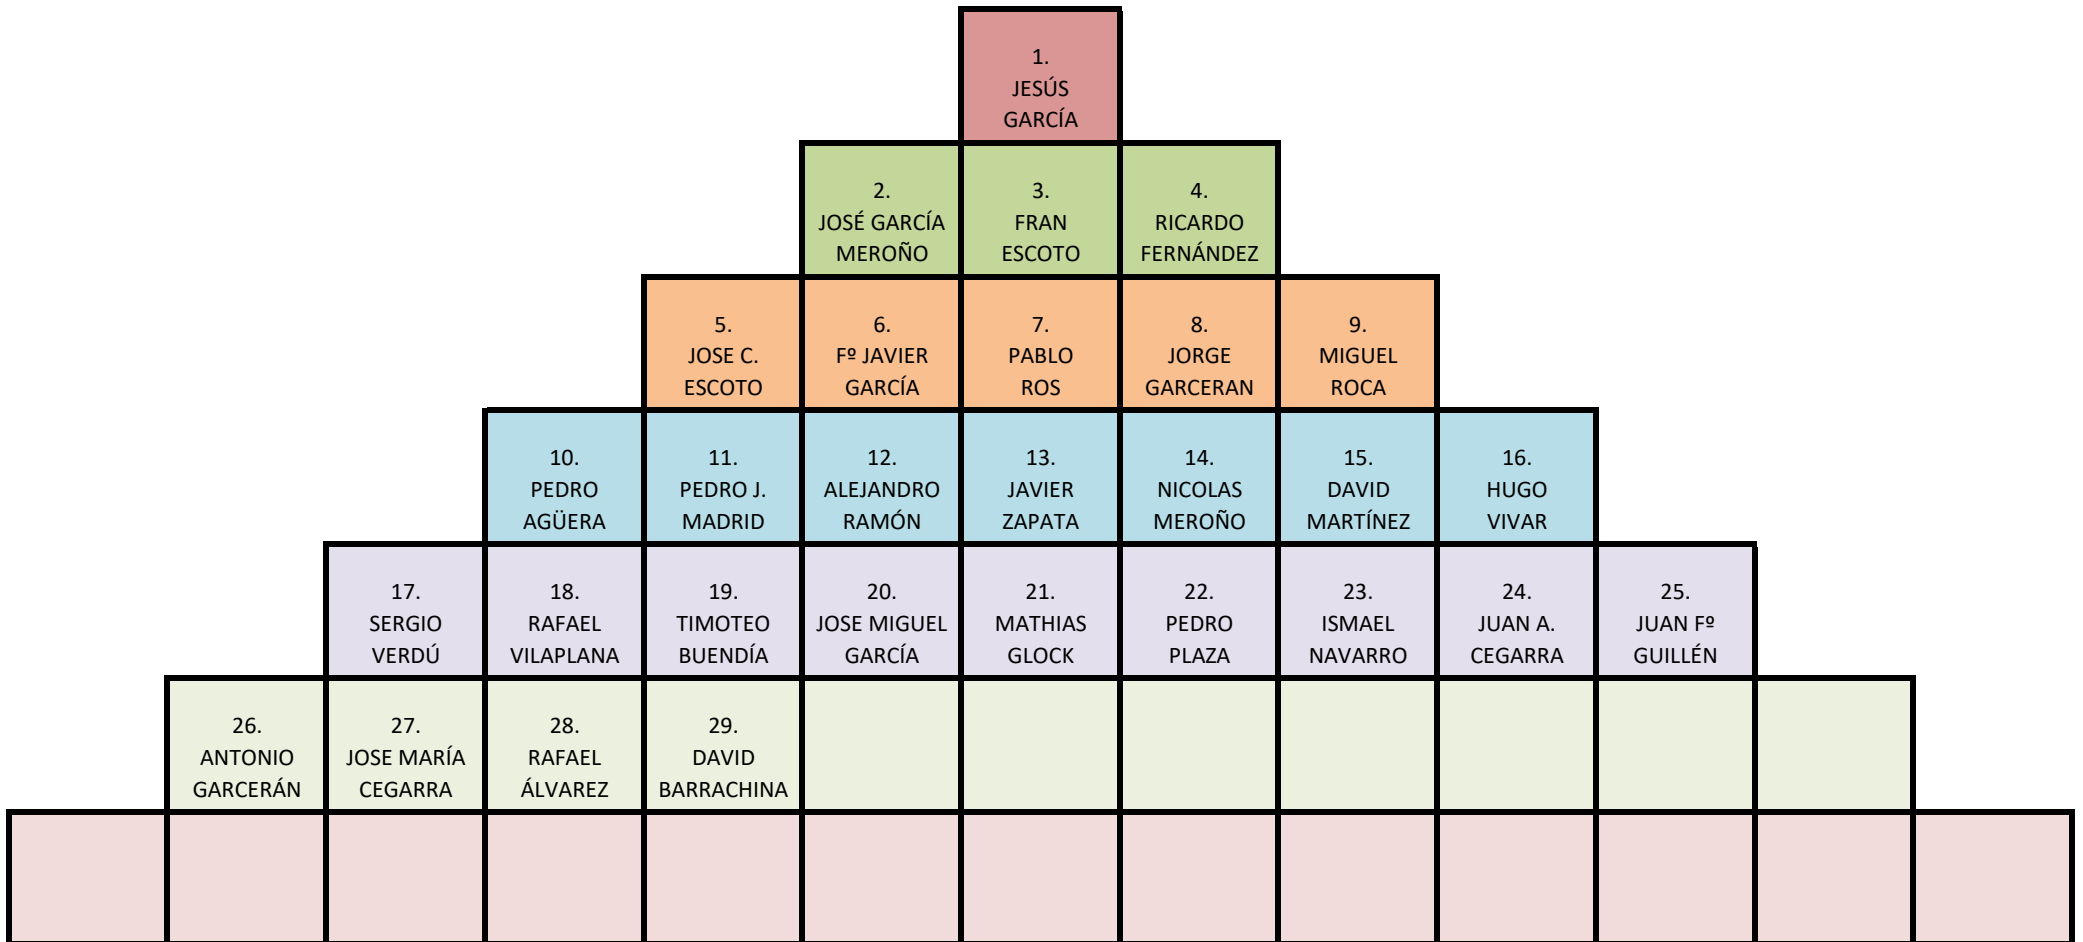 1.
JESÚS
GARCÍA
2.
JOSÉ GARCÍA
MEROÑO
3.
FRAN
ESCOTO
4.
RICARDO
FERNÁNDEZ
5.
JOSE C.
ESCOTO
6.
Fº JAVIER
GARCÍA
7.
PABLO
ROS
8.
JORGE
GARCERAN
9.
MIGUEL
ROCA
10.
PEDRO
AGÜERA
11.
PEDRO J.
MADRID
12.
ALEJANDRO
RAMÓN
13.
JAVIER
ZAPATA
14.
NICOLAS
MEROÑO
15.
DAVID
MARTÍNEZ
16.
HUGO
VIVAR
17.
SERGIO
VERDÚ
18.
RAFAEL
VILAPLANA
19.
TIMOTEO
BUENDÍA
20.
JOSE MIGUEL
GARCÍA
21.
MATHIAS
GLOCK
22.
PEDRO
PLAZA
23.
ISMAEL
NAVARRO
24.
JUAN A.
CEGARRA
25.
JUAN Fº
GUILLÉN
26.
ANTONIO
GARCERÁN
27.
JOSE MARÍA
CEGARRA
28.
RAFAEL
ÁLVAREZ
29.
DAVID
BARRACHINA